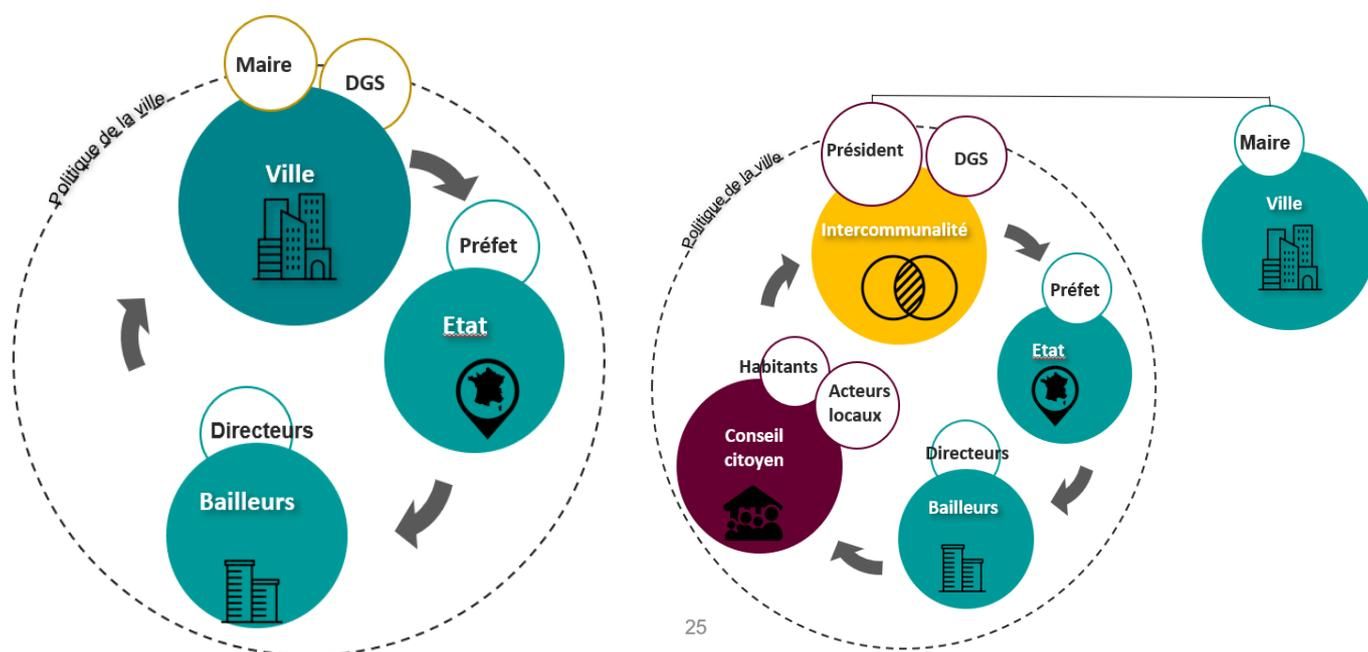 Politique de la ville
Maire
DGS
Ville
Préfet
Etat
Directeurs
Bailleurs
Politique de la ville
Président
DGS
Intercommunalité
Préfet
Etat
Habitants
Acteurs
locaux
Conseil
citoyen
Directeurs
Bailleurs
Maire
Ville
25